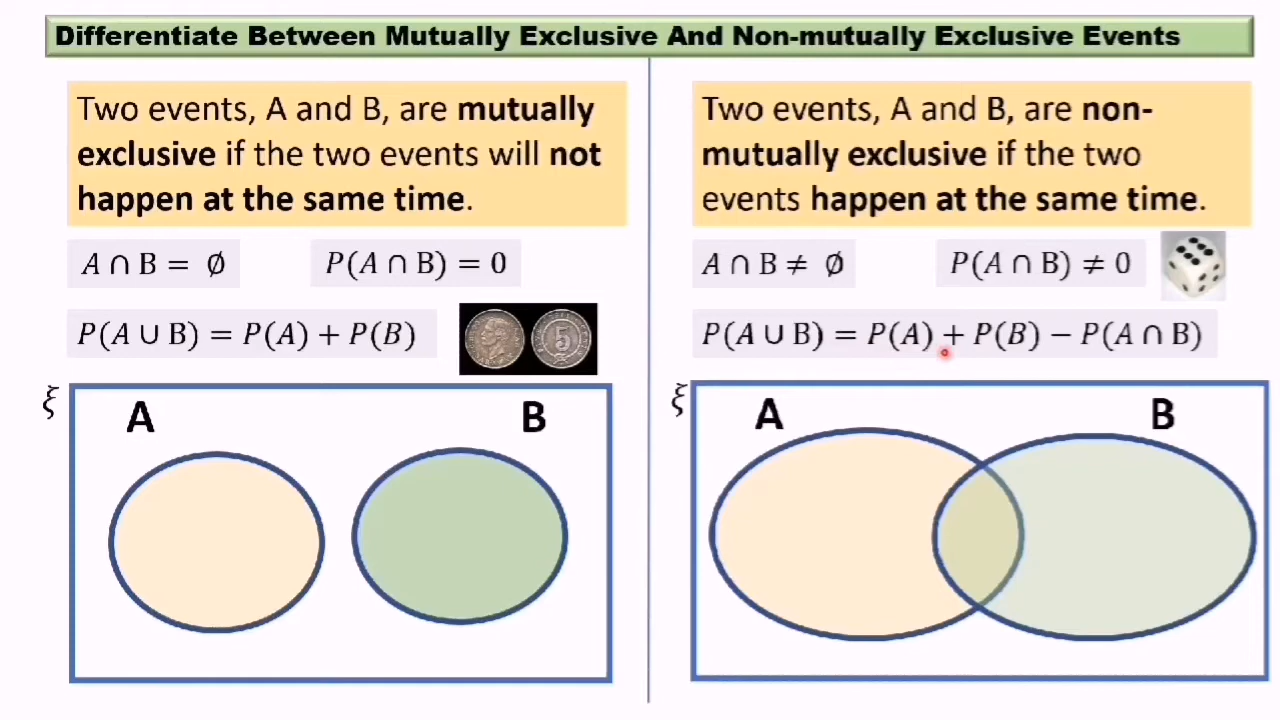 Differentiate Between Mutually Exclusive And Non-mutually Exclusive Events
Two events, A and B, are mutually
exclusive if the two events will not
happen at the same time.
A ∩ B = ∅
P(A ∩ B) = 0
P(A ∪ B) = P(A) + P(B)
5
ξ
A
B
Two events, A and B, are non-
mutually exclusive if the two
events happen at the same time.
A ∩ B ≠ ∅
P(A ∩ B) ≠ 0
P(A ∪ B) = P(A) + P(B) − P(A ∩ B)
ξ
A
B